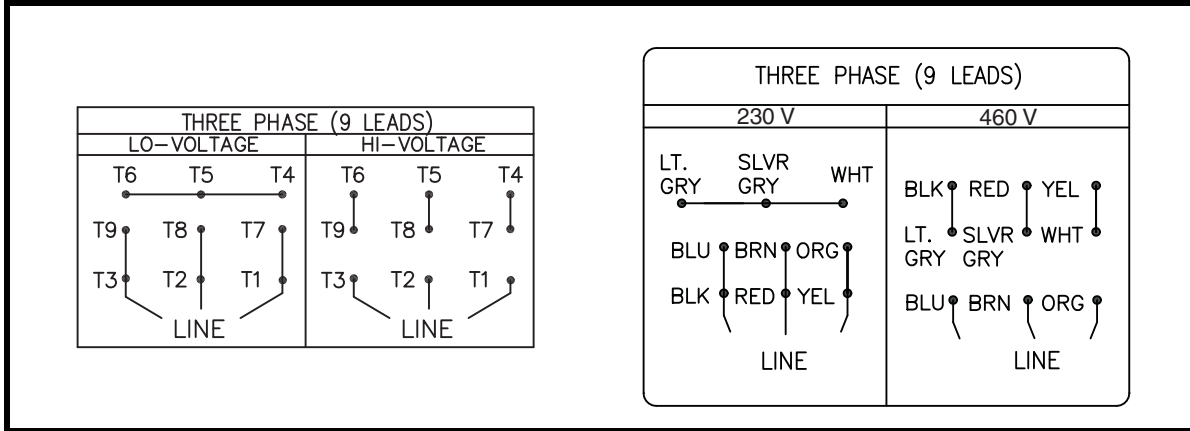 THREE PHASE (9 LEADS)
LO-VOLTAGE HI-VOLTAGE
T6 T5 T4 T6 T5 T4
T9 T8 T7 T9 T8 T7
T3 T2 T1 T3 T2 T1
LINE LINE
THREE PHASE (9 LEADS)
230 V 460 V
LT. SLVR WHT
GRY GRY
BLU BRN ORG
BLK RED YEL
LINE
BLK RED YEL
LT. SLVR WHT
GRY GRY
BLU BRN ORG
LINE